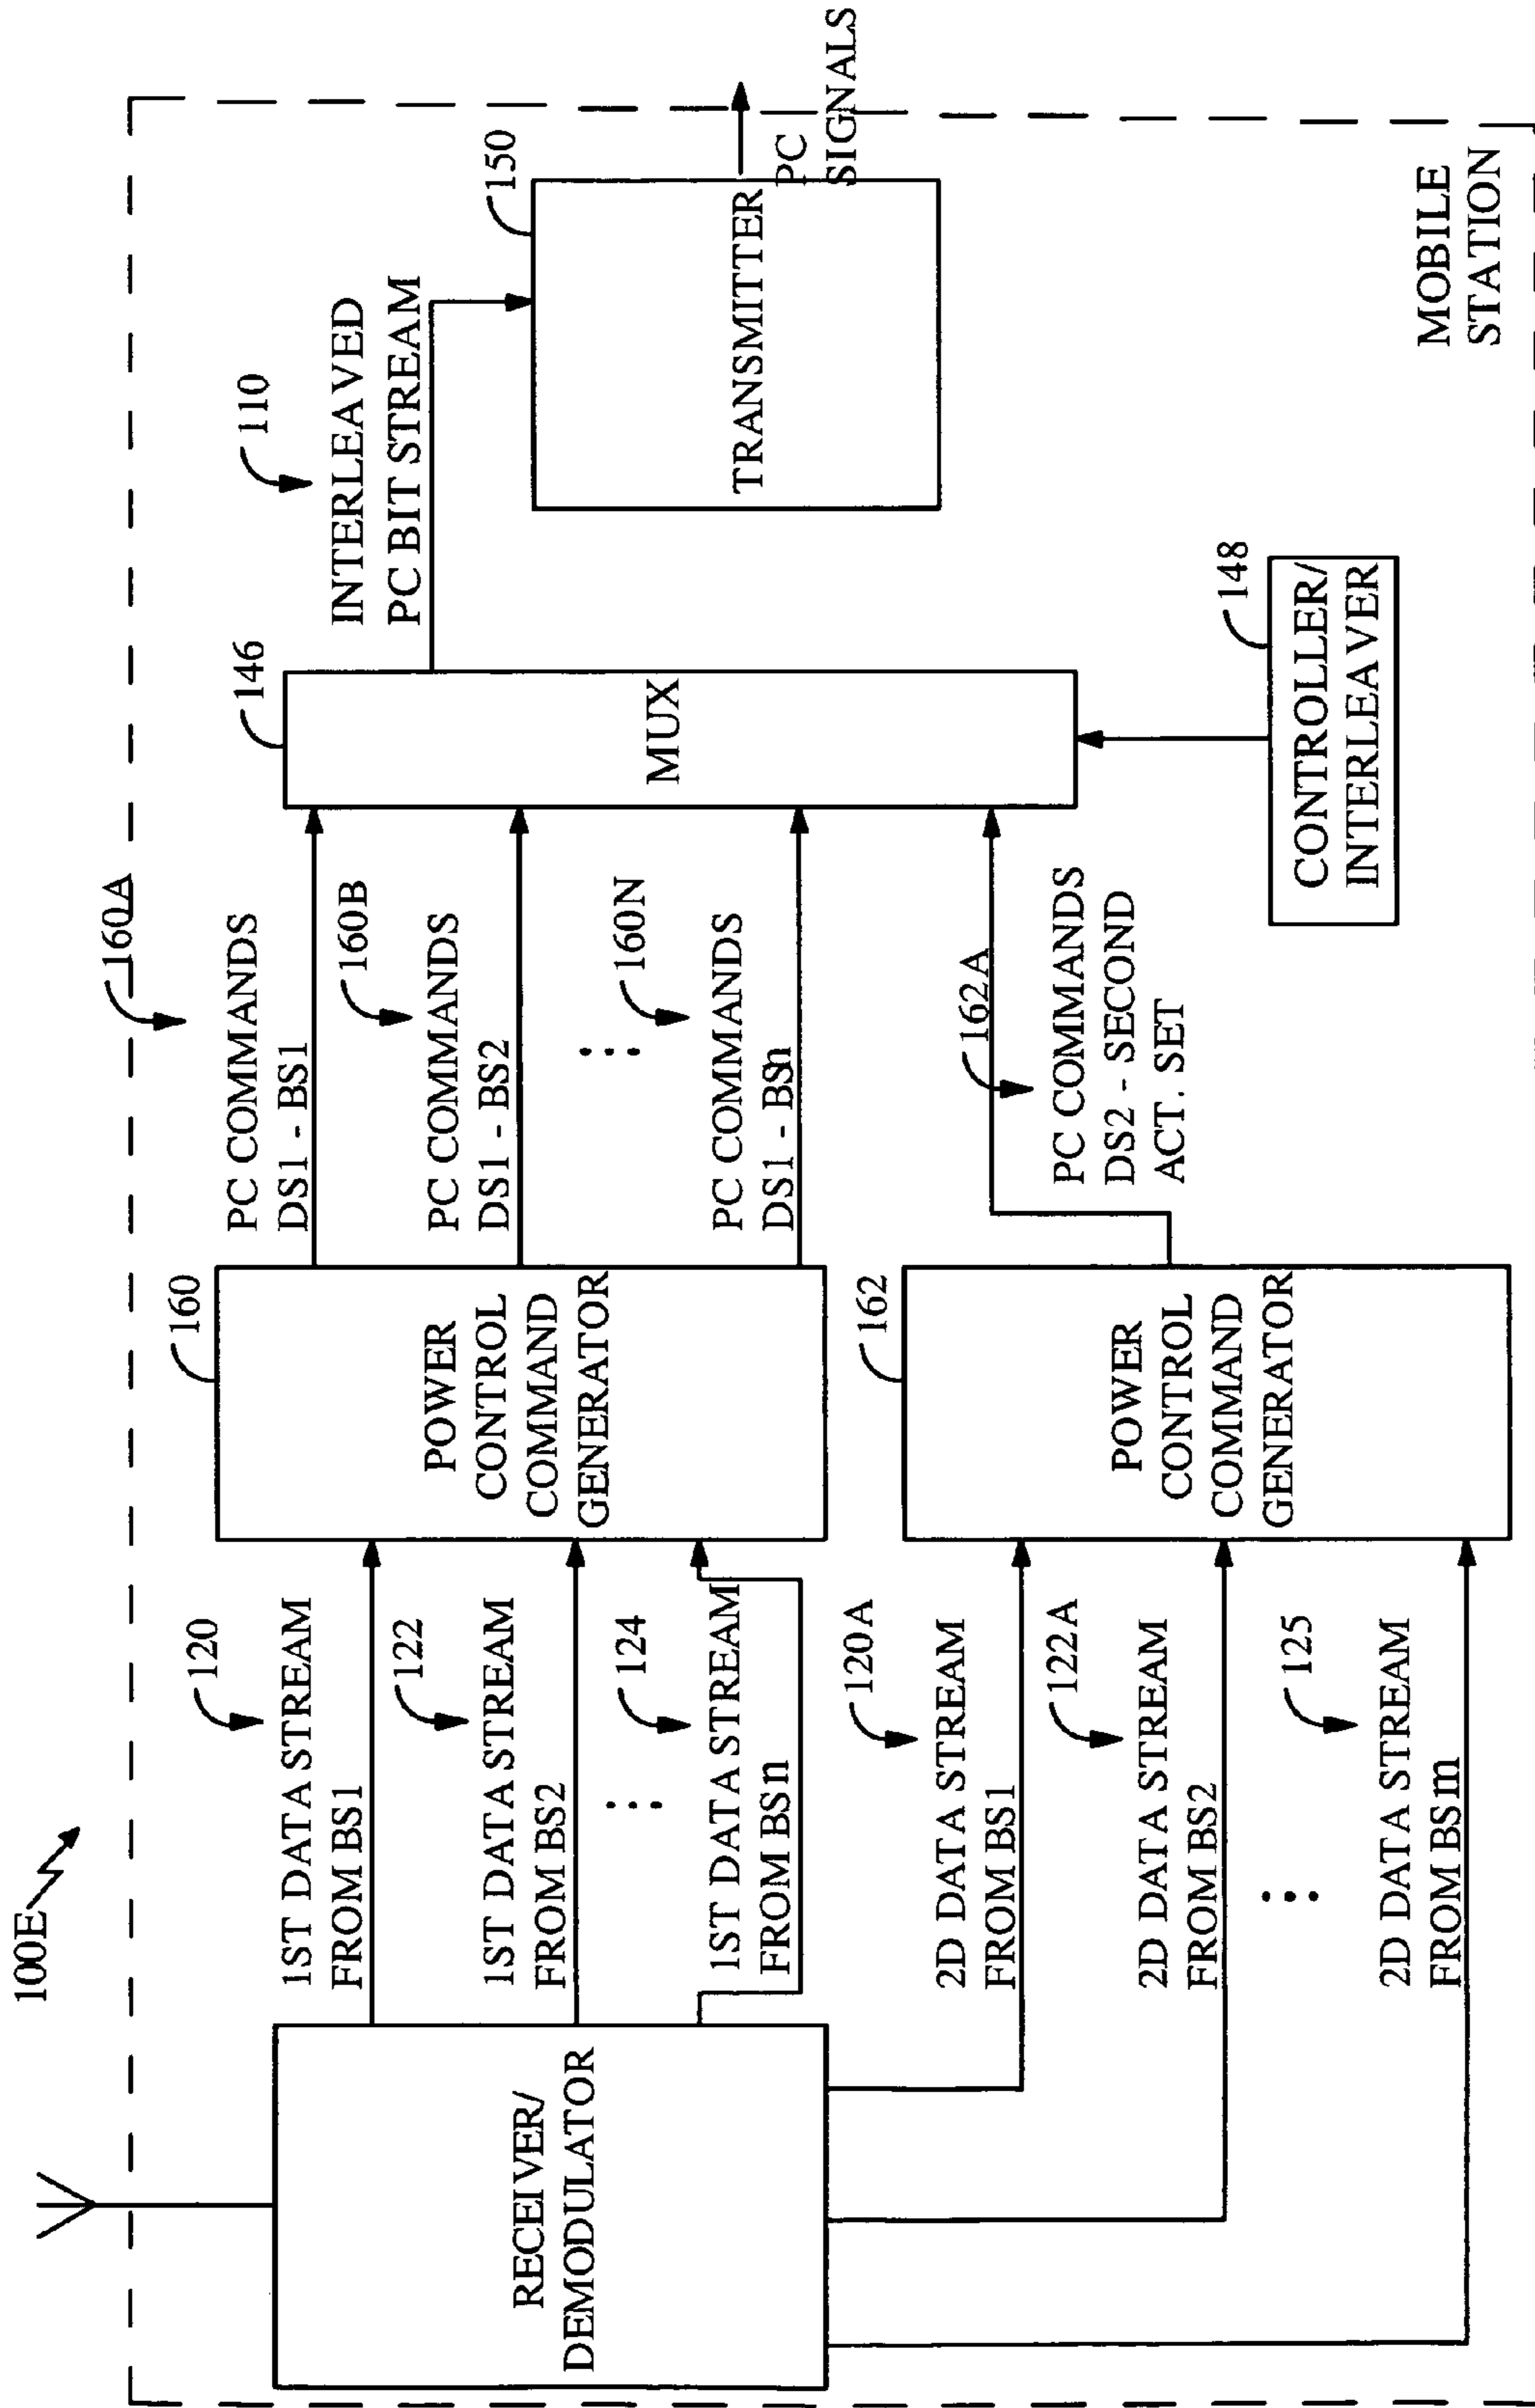 100E
RECEIVER/
DEMODULATOR
120
1ST DATA STREAM
FROM BS1
122
1ST DATA STREAM
FROM BS2
124
⋮
1ST DATA STREAM
FROM BSn
120A
2D DATA STREAM
FROM BS1
122A
2D DATA STREAM
FROM BS2
⋮
125
2D DATA STREAM
FROM BSm
160
POWER
CONTROL
COMMAND
GENERATOR
162
POWER
CONTROL
COMMAND
GENERATOR
160A
PC COMMANDS
DS1 - BS1
160B
PC COMMANDS
DS1 - BS2
⋮
160N
PC COMMANDS
DS1 - BSn
162A
PC COMMANDS
DS2 - SECOND
ACT. SET
146
MUX
148
CONTROLLER/
INTERLEAVER
110
INTERLEAVED
PC BIT STREAM
150
TRANSMITTER
PC
SIGNALS
MOBILE
STATION